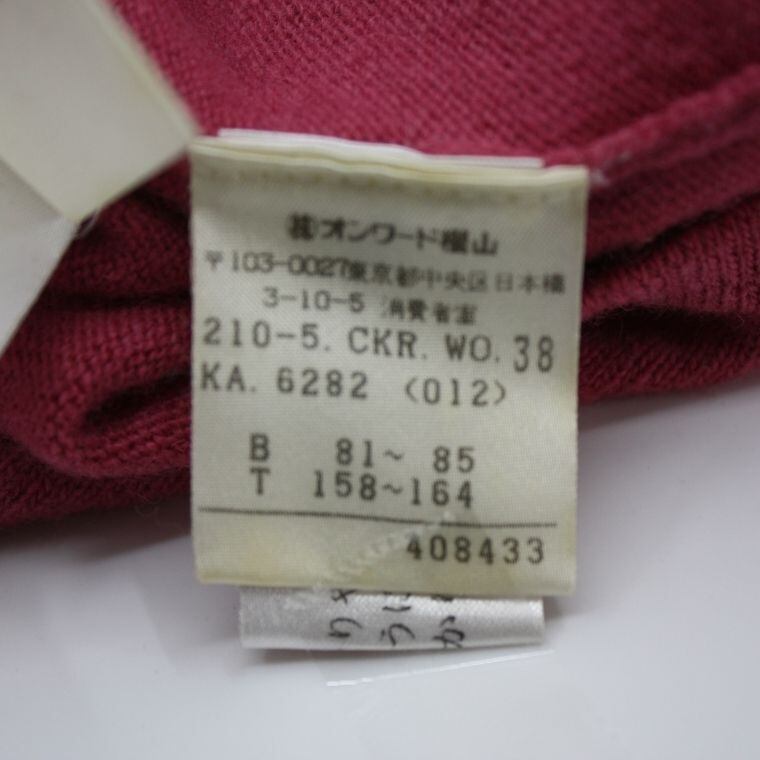 ㈱オンワード樫山
〒103-0027東京都中央区日本橋
3-10-5 消費者室
210-5. CKR. WO. 38
KA. 6282 (012)
B 81~ 85
T 158~164
408433